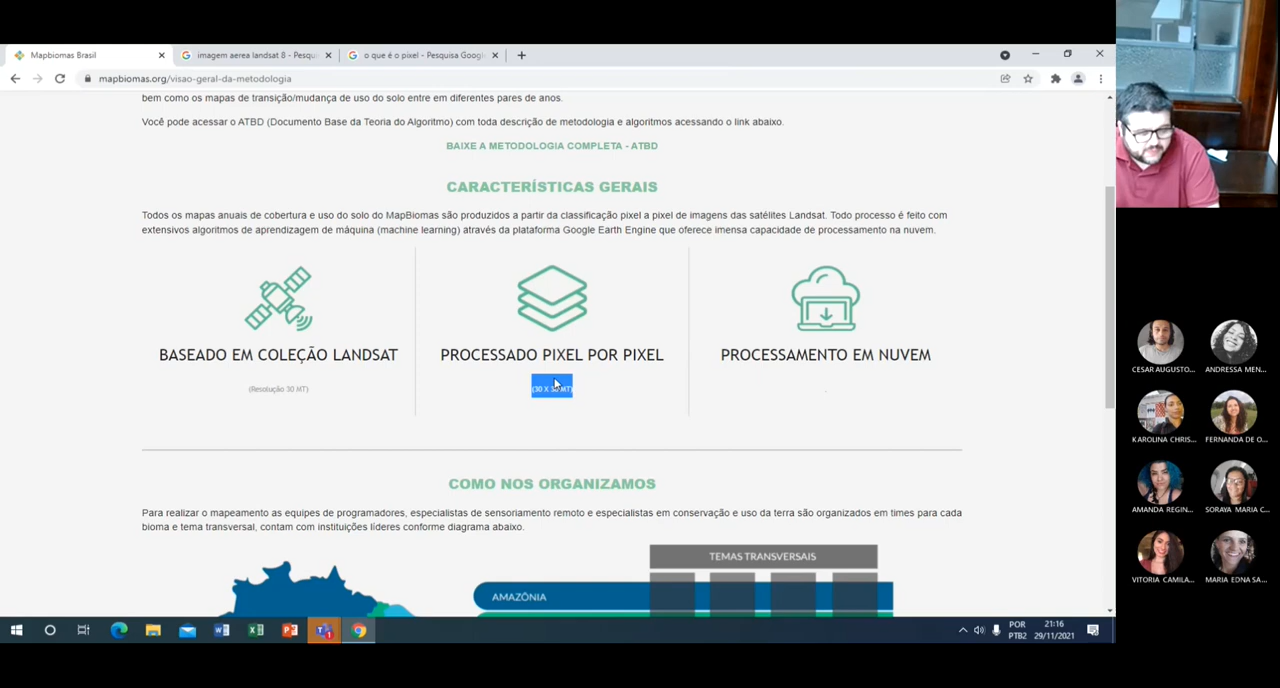 Mapbiomas Brasil
imagem aerea landsat 8 - Pesqu
o que é o pixel - Pesquisa Googl
mapbiomas.org/visao-geral-da-metodologia
bem como os mapas de transição/mudança de uso do solo entre em diferentes pares de anos.
Você pode acessar o ATBD (Documento Base da Teoria do Algoritmo) com toda descrição de metodologia e algoritmos acessando o link abaixo.
BAIXE A METODOLOGIA COMPLETA - ATBD
CARACTERÍSTICAS GERAIS
Todos os mapas anuais de cobertura e uso do solo do MapBiomas são produzidos a partir da classificação pixel a pixel de imagens das satélites Landsat. Todo processo é feito com
extensivos algoritmos de aprendizagem de máquina (machine learning) através da plataforma Google Earth Engine que oferece imensa capacidade de processamento na nuvem.
BASEADO EM COLEÇÃO LANDSAT
PROCESSADO PIXEL POR PIXEL
PROCESSAMENTO EM NUVEM
(Resolução 30 MT)
(30 X 30 MT)
COMO NOS ORGANIZAMOS
Para realizar o mapeamento as equipes de programadores, especialistas de sensoriamento remoto e especialistas em conservação e uso da terra são organizados em times para cada
bioma e tema transversal, contam com instituições líderes conforme diagrama abaixo.
TEMAS TRANSVERSAIS
AMAZÔNIA
CESAR AUGUSTO...
ANDRESSA MEN...
KAROLINA CHRIS...
FERNANDA DE O...
AMANDA REGIN...
SORAYA MARIA C...
VITORIA CAMILA...
MARIA EDNA SA...
1
POR
PTB2
21:16
29/11/2021